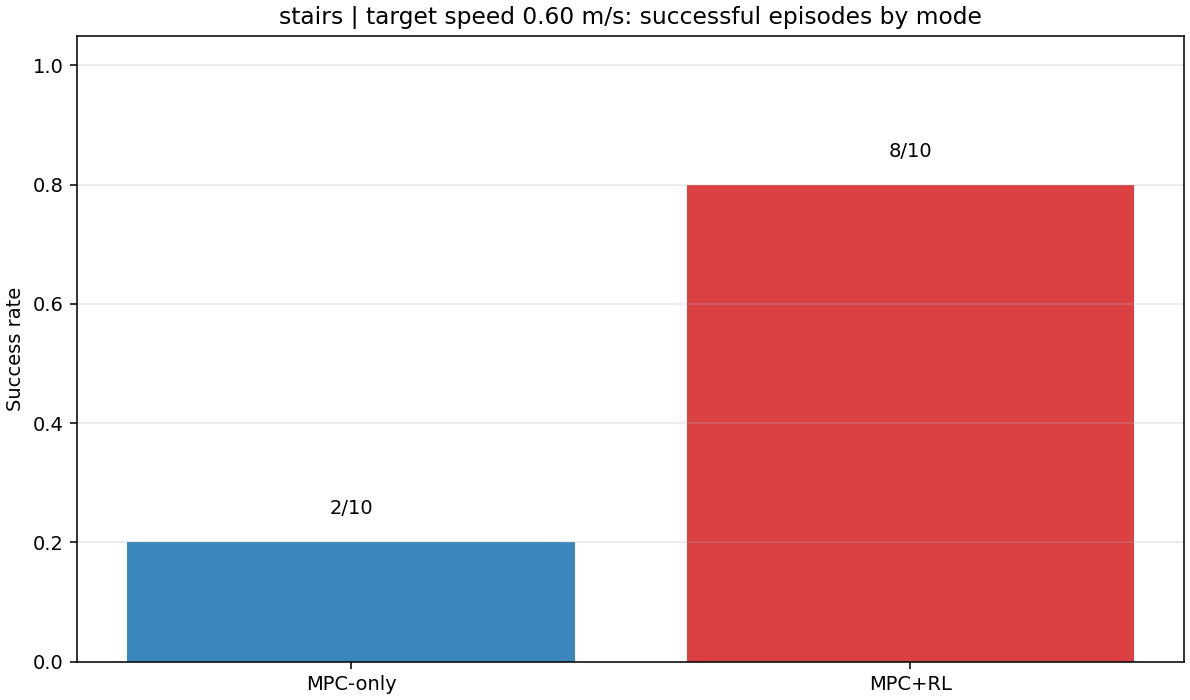 stairs | target speed 0.60 m/s: successful episodes by mode
1.0
0.8
0.6
0.4
0.2
0.0
Success rate
2/10
8/10
MPC-only
MPC+RL